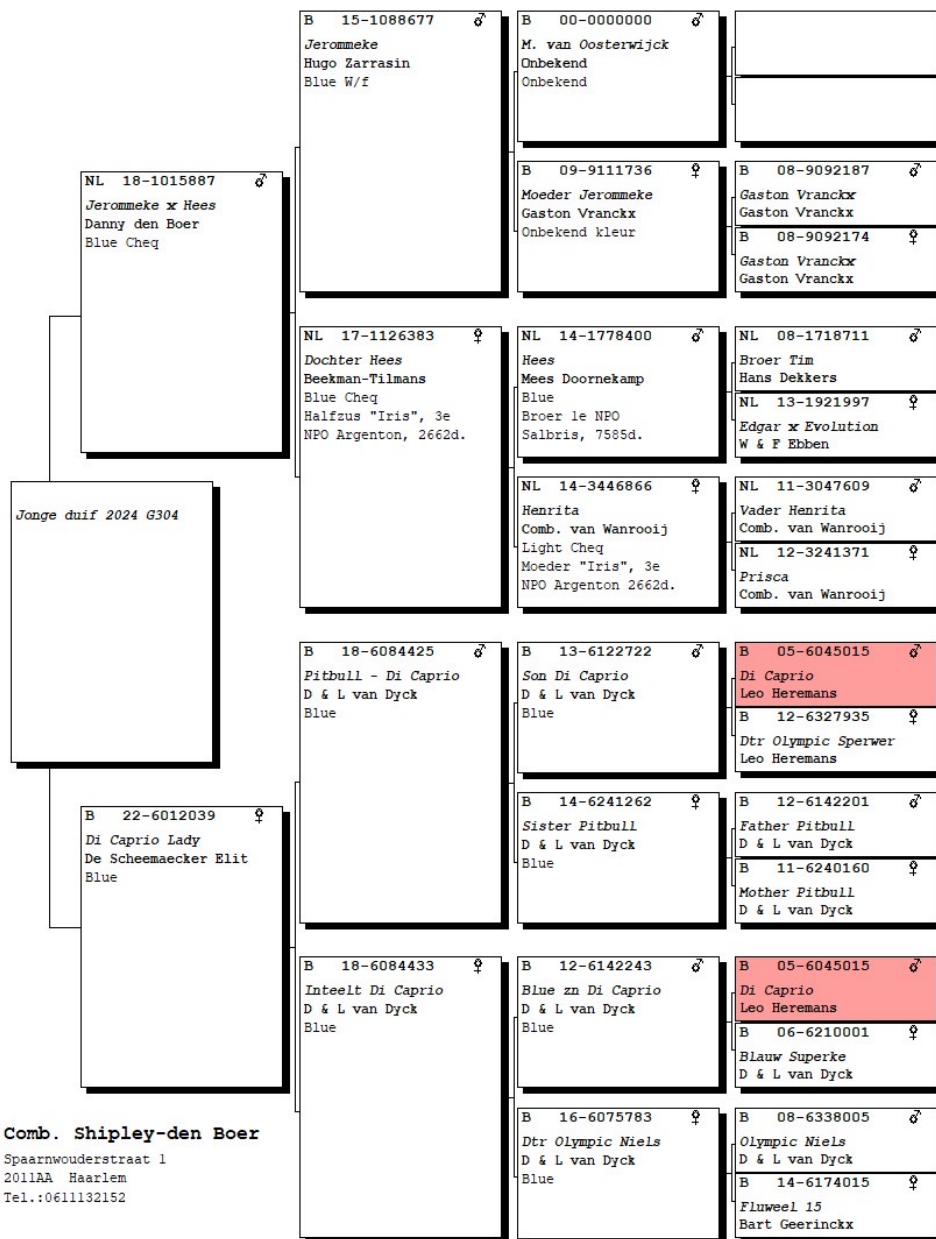 Jonge duif 2024 G304
NL 18-1015887 ♂
Jerommeke x Hees
Danny den Boer
Blue Cheq
B 22-6012039 ♀
Di Caprio Lady
De Scheemaecker Elit
Blue
B 15-1088677 ♂
Jerommeke
Hugo Zarrasin
Blue W/f
NL 17-1126383 ♀
Dochter Hees
Beekman-Tilmans
Blue Cheq
Halfzus "Iris", 3e
NPO Argenton, 2662d.
B 18-6084425 ♂
Pitbull - Di Caprio
D & L van Dyck
Blue
B 18-6084433 ♀
Inteelt Di Caprio
D & L van Dyck
Blue
B 00-0000000 ♂
M. van Oosterwijck
Onbekend
Onbekend
B 09-9111736 ♀
Moeder Jerommeke
Gaston Vranckx
Onbekend kleur
NL 14-1778400 ♂
Hees
Mees Doornekamp
Blue
Broer 1e NPO
Salbris, 7585d.
NL 14-3446866 ♀
Henrita
Comb. van Wanrooij
Light Cheq
Moeder "Iris", 3e
NPO Argenton 2662d.
B 13-6122722 ♂
Son Di Caprio
D & L van Dyck
Blue
B 14-6241262 ♀
Sister Pitbull
D & L van Dyck
Blue
B 12-6142243 ♂
Blue zn Di Caprio
D & L van Dyck
Blue
B 16-6075783 ♀
Dtr Olympic Niels
D & L van Dyck
Blue
B 08-9092187 ♂
Gaston Vranckx
Gaston Vranckx
B 08-9092174 ♀
Gaston Vranckx
Gaston Vranckx
NL 08-1718711 ♂
Broer Tim
Hans Dekkers
NL 13-1921997 ♀
Edgar x Evolution
W & F Ebben
NL 11-3047609 ♂
Vader Henrita
Comb. van Wanrooij
NL 12-3241371 ♀
Prisca
Comb. van Wanrooij
B 05-6045015 ♂
Di Caprio
Leo Heremans
B 12-6327935 ♀
Dtr Olympic Sperwer
Leo Heremans
B 12-6142201 ♂
Father Pitbull
D & L van Dyck
B 11-6240160 ♀
Mother Pitbull
D & L van Dyck
B 05-6045015 ♂
Di Caprio
Leo Heremans
B 06-6210001 ♀
Blauw Superke
D & L van Dyck
B 08-6338005 ♂
Olympic Niels
D & L van Dyck
B 14-6174015 ♀
Fluweel 15
Bart Geerinckx
Comb. Shipley-den Boer
Spaarnwouderstraat 1
2011AA Haarlem
Tel.:0611132152